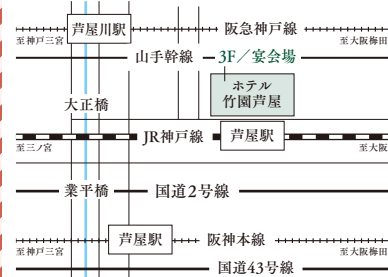 芦屋川駅
阪急神戸線
至神戸三宮
至大阪梅田
山手幹線
3F／宴会場
ホテル
竹園芦屋
大正橋
JR神戸線
芦屋駅
至三ノ宮
至大阪
業平橋
国道2号線
芦屋駅
阪神本線
至神戸三宮
至大阪梅田
国道43号線